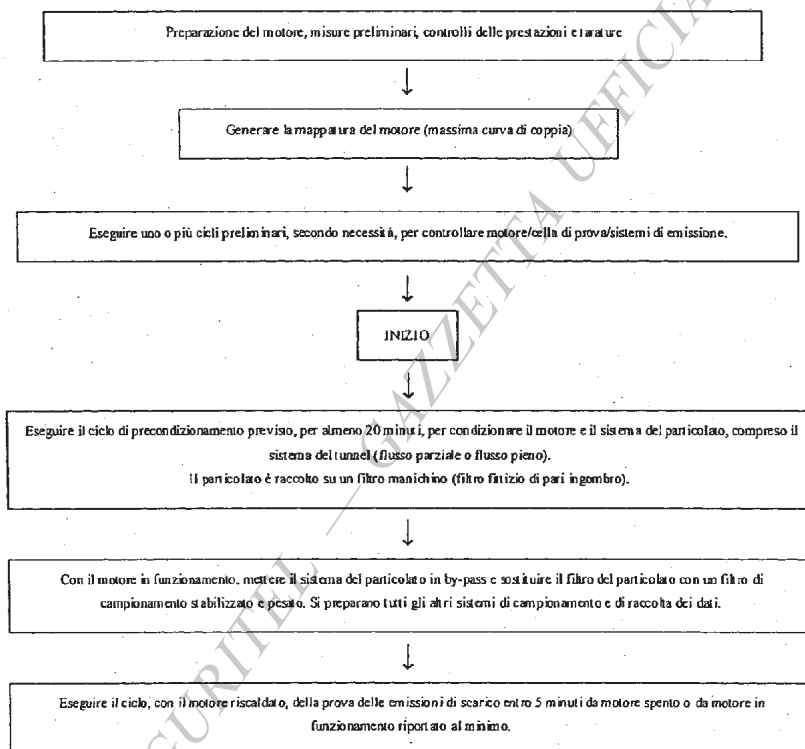 Preparazione del motore, misure preliminari, controlli delle prestazioni e tarature
Generare la mappatura del motore (massima curva di coppia)
Eseguire uno o più cicli preliminari, secondo necessità, per controllare motore/cella di prova/sistemi di emissione.
INIZIO
Eseguire il ciclo di precondizionamento previsto, per almeno 20 minuti, per condizionare il motore e il sistema del particolato, compreso il
sistema del tunnel (flusso parziale o flusso pieno).
Il particolato è raccolto su un filtro manichino (filtro fittizio di pari ingombro).
Con il motore in funzionamento, mettere il sistema del particolato in by-pass e sostituire il filtro del particolato con un filtro di
campionamento stabilizzato e pesato. Si preparano tutti gli altri sistemi di campionamento e di raccolta dei dati.
Eseguire il ciclo, con il motore riscaldato, della prova delle emissioni di scarico entro 5 minuti da motore spento o da motore in
funzionamento riportato al minimo.
GURITEL — GAZZETTA UFFICIA